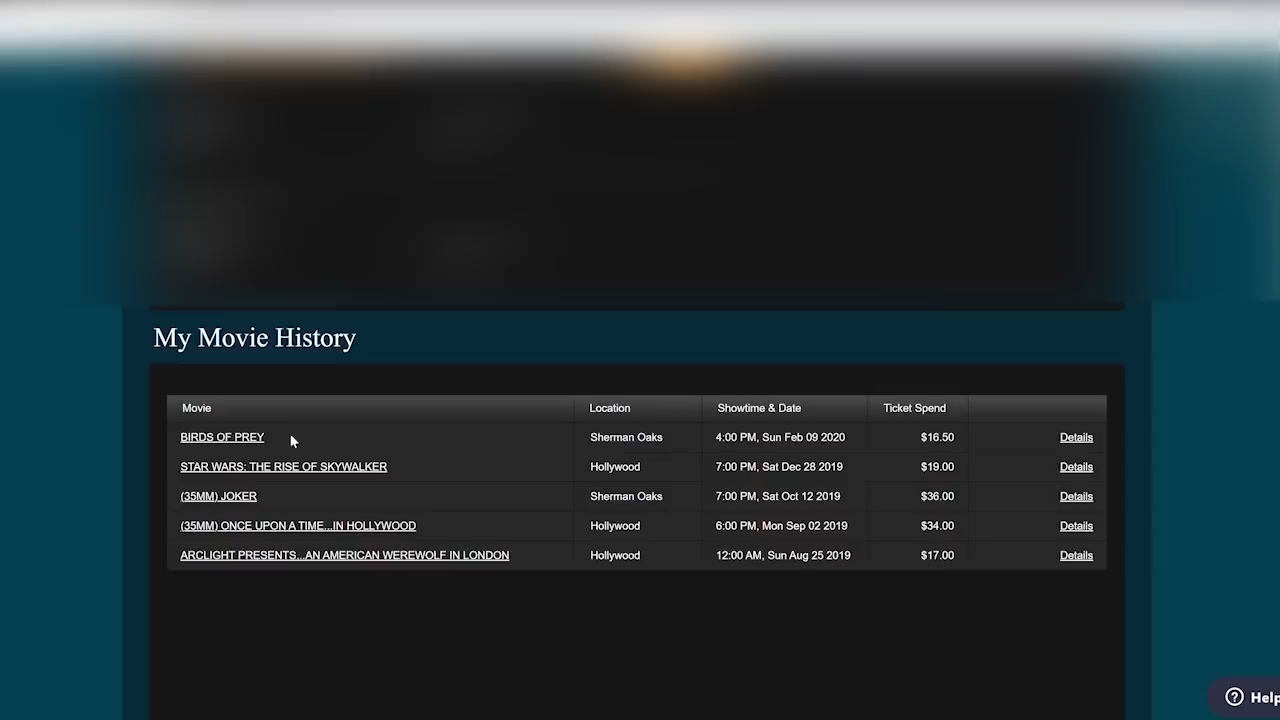 My Movie History
Movie Location Showtime & Date Ticket Spend
BIRDS OF PREY Sherman Oaks 4:00 PM, Sun Feb 09 2020 $16.50 Details
STAR WARS: THE RISE OF SKYWALKER Hollywood 7:00 PM, Sat Dec 28 2019 $19.00 Details
(35MM) JOKER Sherman Oaks 7:00 PM, Sat Oct 12 2019 $36.00 Details
(35MM) ONCE UPON A TIME...IN HOLLYWOOD Hollywood 6:00 PM, Mon Sep 02 2019 $34.00 Details
ARCLIGHT PRESENTS...AN AMERICAN WEREWOLF IN LONDON Hollywood 12:00 AM, Sun Aug 25 2019 $17.00 Details
Help